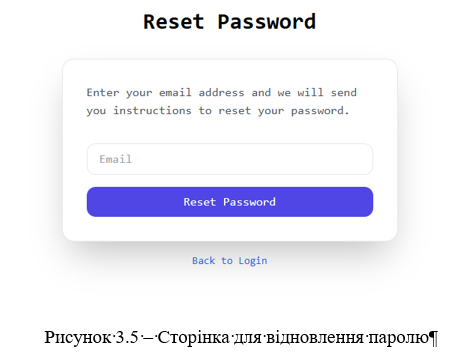 Reset Password
Enter your email address and we will send
you instructions to reset your password.
Email
Reset Password
Back to Login
Рисунок·3.5·–·Сторінка·для·відновлення·паролю¶